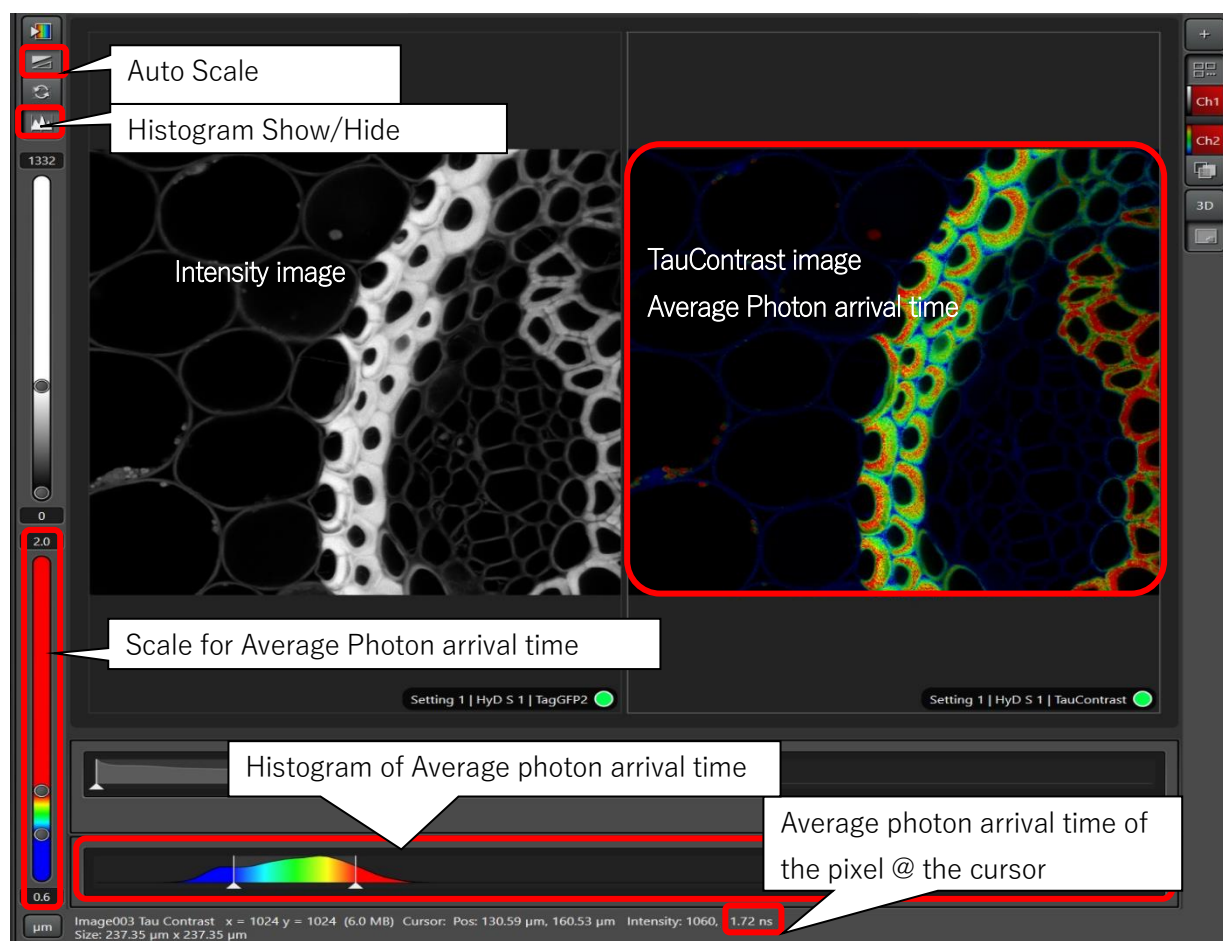 Auto Scale
Histogram Show/Hide
1332
Intensity image
TauContrast image
Average Photon arrival time
+
Ch1
Ch2
3D
0
2.0
Scale for Average Photon arrival time
Setting 1 | HyD S 1 | TagGFP2
Setting 1 | HyD S 1 | TauContrast
Histogram of Average photon arrival time
Average photon arrival time of
the pixel @ the cursor
0.6
µm
Image003 Tau Contrast x = 1024 y = 1024 (6.0 MB) Cursor: Pos: 130.59 µm, 160.53 µm Intensity: 1060, 1.72 ns
Size: 237.35 µm x 237.35 µm